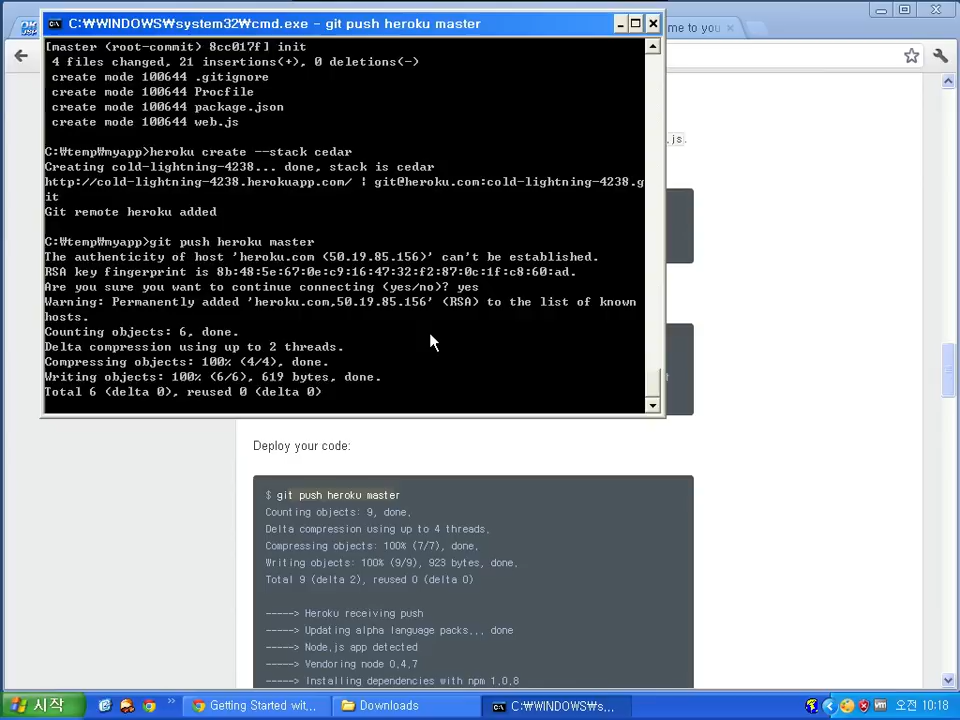 C:₩WINDOWS₩system32₩cmd.exe - git push heroku master
me to you
[master (root-commit) 8cc017f] init
4 files changed, 21 insertions(+), 0 deletions(-)
create mode 100644 .gitignore
create mode 100644 Procfile
create mode 100644 package.json
create mode 100644 web.js
.js.
C:₩temp₩myapp>heroku create --stack cedar
Creating cold-lightning-4238... done, stack is cedar
http://cold-lightning-4238.herokuapp.com/ | git@heroku.com:cold-lightning-4238.g
it
Git remote heroku added
C:₩temp₩myapp>git push heroku master
The authenticity of host 'heroku.com (50.19.85.156)' can't be established.
RSA key fingerprint is 8b:48:5e:67:0e:c9:16:47:32:f2:87:0c:1f:c8:60:ad.
Are you sure you want to continue connecting (yes/no)? yes
Warning: Permanently added 'heroku.com,50.19.85.156' (RSA) to the list of known
hosts.
Counting objects: 6, done.
Delta compression using up to 2 threads.
Compressing objects: 100% (4/4), done.
Writing objects: 100% (6/6), 619 bytes, done.
Total 6 (delta 0), reused 0 (delta 0)
Deploy your code:
$ git push heroku master
Counting objects: 9, done.
Delta compression using up to 4 threads.
Compressing objects: 100% (7/7), done.
Writing objects: 100% (9/9), 923 bytes, done.
Total 9 (delta 2), reused 0 (delta 0)
-----> Heroku receiving push
-----> Updating alpha language packs... done
-----> Node.js app detected
-----> Vendoring node 0.4.7
-----> Installing dependencies with npm 1.0.8
시작
Getting Started wit...
Downloads
C:₩WINDOWS₩s...
오전 10:18